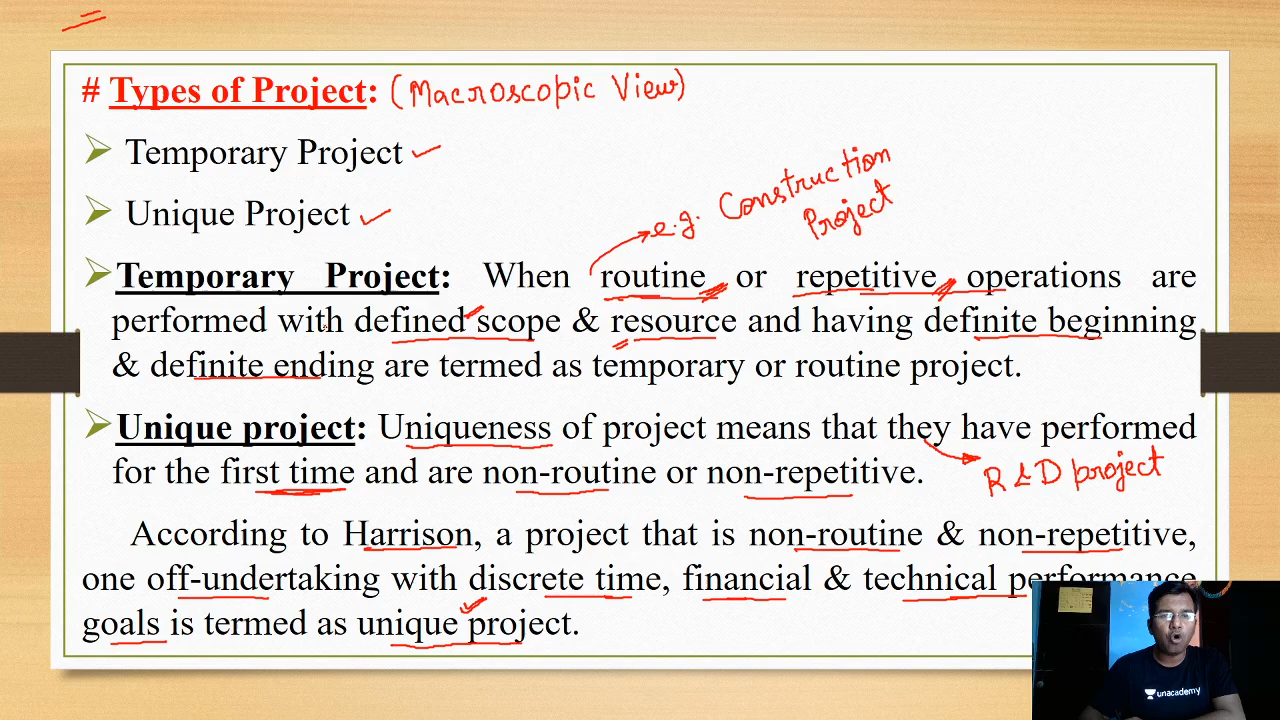 # Types of Project: (Macroscopic View)
Temporary Project
Unique Project
e.g. Construction
Project
Temporary Project: When routine or repetitive operations are
performed with defined scope & resource and having definite beginning
& definite ending are termed as temporary or routine project.
Unique project: Uniqueness of project means that they have performed
for the first time and are non-routine or non-repetitive.
R & D project
According to Harrison, a project that is non-routine & non-repetitive,
one off-undertaking with discrete time, financial & technical performance
goals is termed as unique project.
unacademy